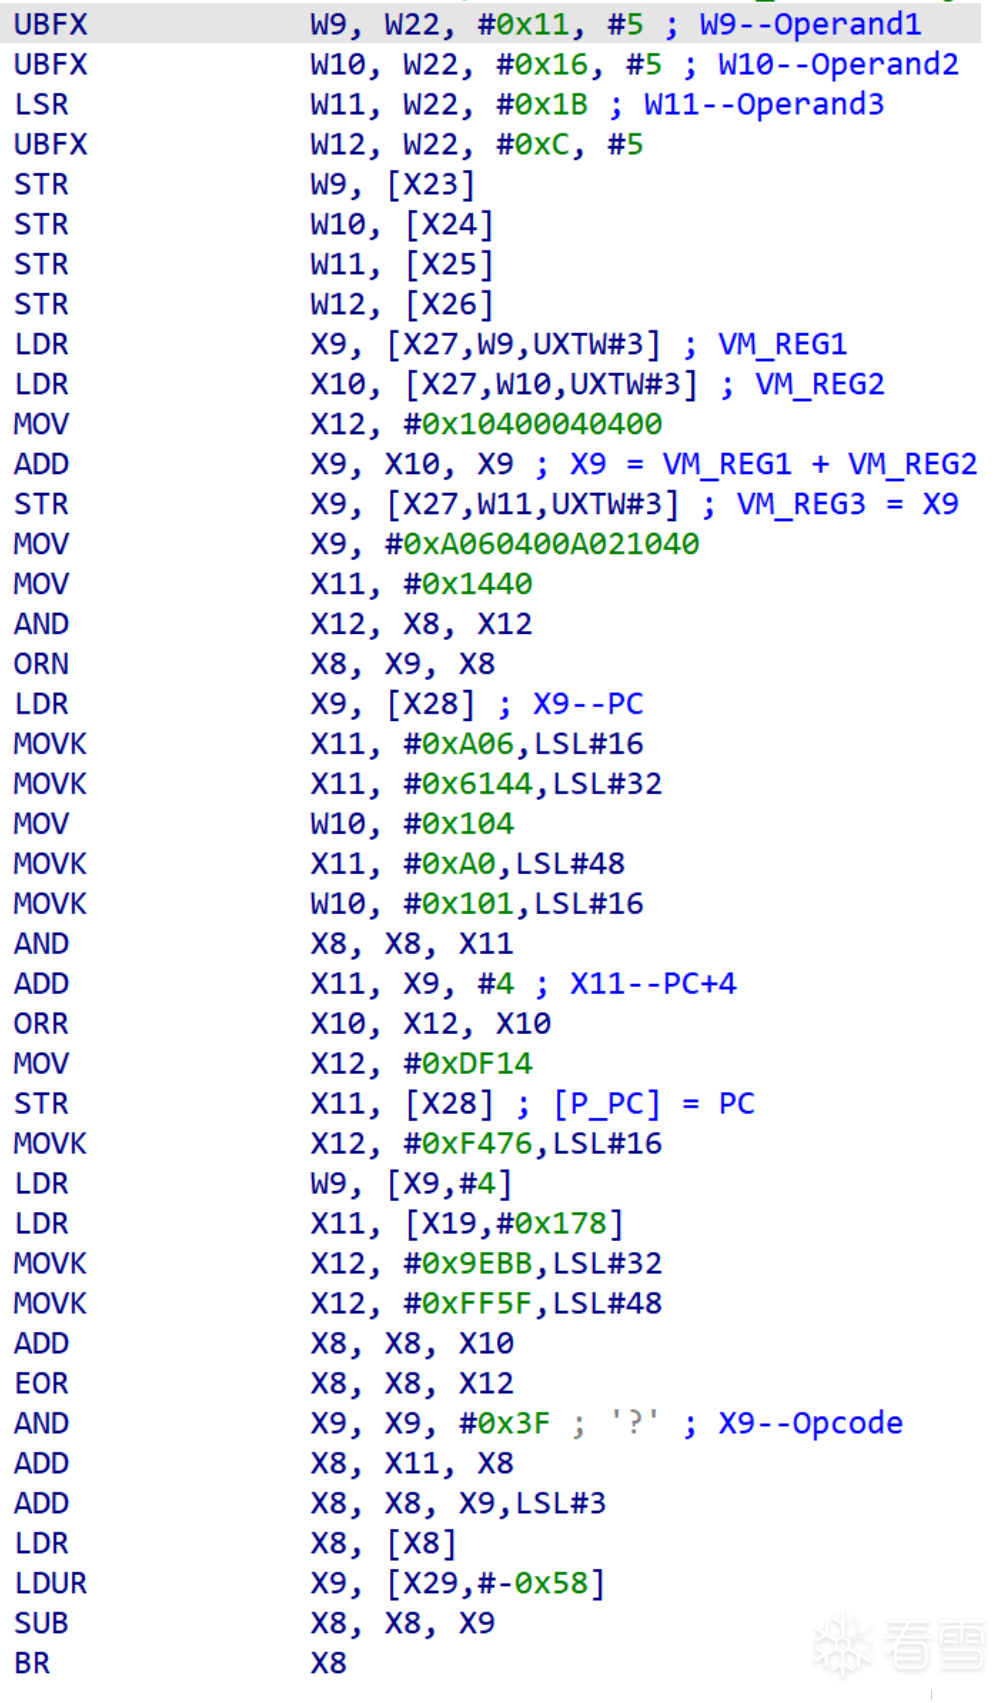 UBFX W9, W22, #0x11, #5 ; W9--Operand1
UBFX W10, W22, #0x16, #5 ; W10--Operand2
LSR W11, W22, #0x1B ; W11--Operand3
UBFX W12, W22, #0xC, #5
STR W9, [X23]
STR W10, [X24]
STR W11, [X25]
STR W12, [X26]
LDR X9, [X27,W9,UXTW#3] ; VM_REG1
LDR X10, [X27,W10,UXTW#3] ; VM_REG2
MOV X12, #0x10400040400
ADD X9, X10, X9 ; X9 = VM_REG1 + VM_REG2
STR X9, [X27,W11,UXTW#3] ; VM_REG3 = X9
MOV X9, #0xA060400A021040
MOV X11, #0x1440
AND X12, X8, X12
ORN X8, X9, X8
LDR X9, [X28] ; X9--PC
MOVK X11, #0xA06,LSL#16
MOVK X11, #0x6144,LSL#32
MOV W10, #0x104
MOVK X11, #0xA0,LSL#48
MOVK W10, #0x101,LSL#16
AND X8, X8, X11
ADD X11, X9, #4 ; X11--PC+4
ORR X10, X12, X10
MOV X12, #0xDF14
STR X11, [X28] ; [P_PC] = PC
MOVK X12, #0xF476,LSL#16
LDR W9, [X9,#4]
LDR X11, [X19,#0x178]
MOVK X12, #0x9EBB,LSL#32
MOVK X12, #0xFF5F,LSL#48
ADD X8, X8, X10
EOR X8, X8, X12
AND X9, X9, #0x3F ; '?' ; X9--Opcode
ADD X8, X11, X8
ADD X8, X8, X9,LSL#3
LDR X8, [X8]
LDUR X9, [X29,#-0x58]
SUB X8, X8, X9
BR X8
看雪